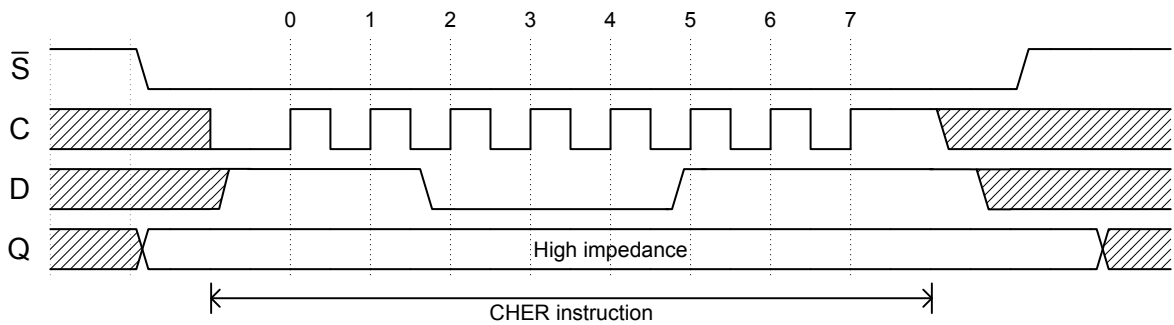 0 1 2 3 4 5 6 7
S̅
C
D
Q High impedance
CHER instruction